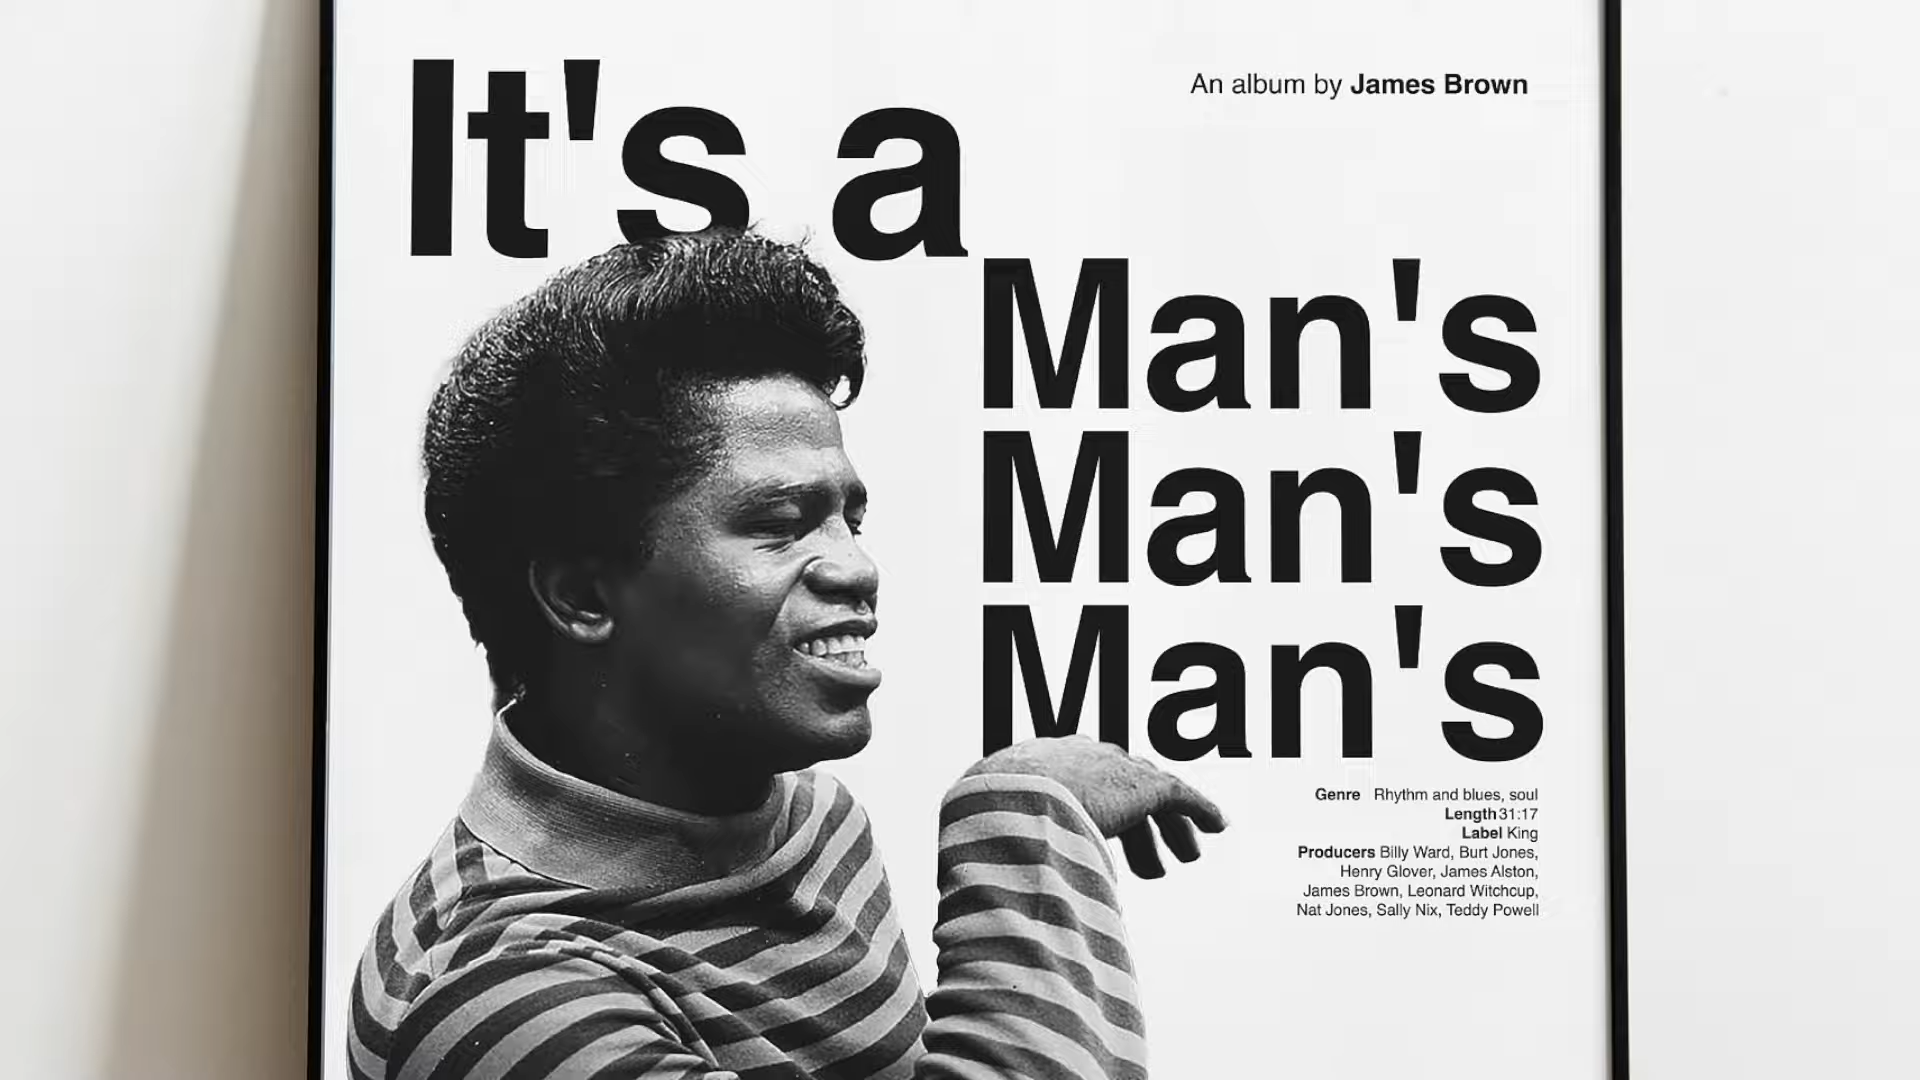 It's a
An album by James Brown
Man's
Man's
Man's
Genre Rhythm and blues, soul
Length 31:17
Label King
Producers Billy Ward, Burt Jones,
Henry Glover, James Alston,
James Brown, Leonard Witchcup,
Nat Jones, Sally Nix, Teddy Powell